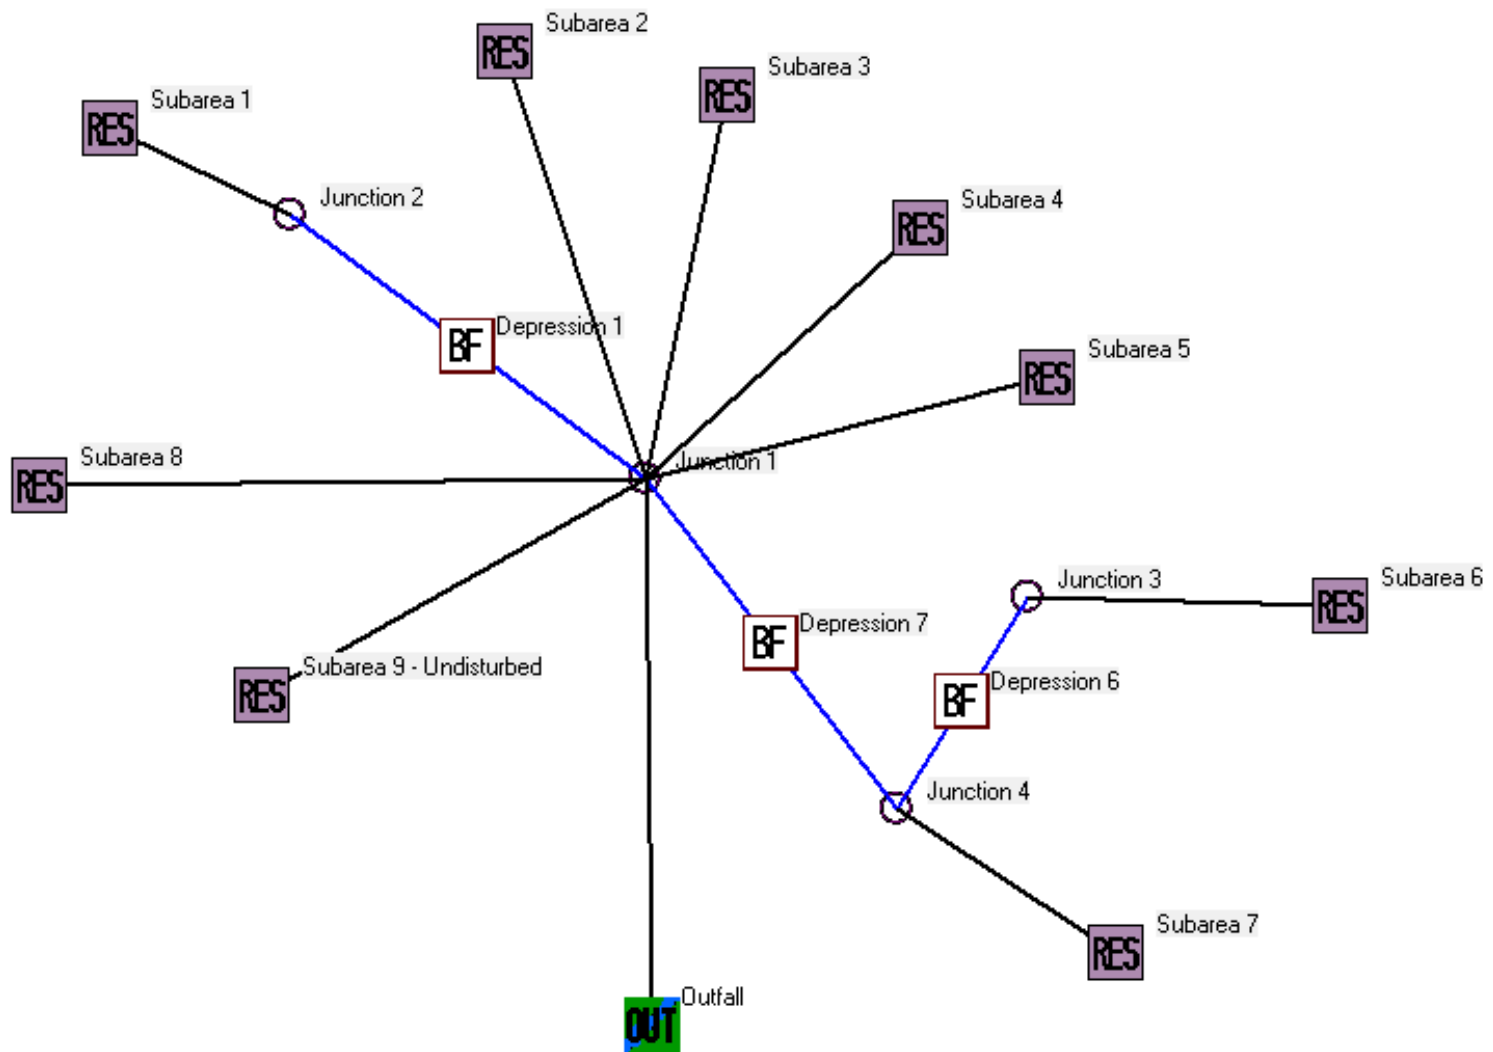 RES Subarea 2
RES Subarea 3
RES Subarea 1
Junction 2
RES Subarea 4
BF Depression 1
RES Subarea 5
RES Subarea 8
Junction 1
Junction 3
RES Subarea 6
BF Depression 7
RES Subarea 9 - Undisturbed
BF Depression 6
Junction 4
RES Subarea 7
OUT Outfall